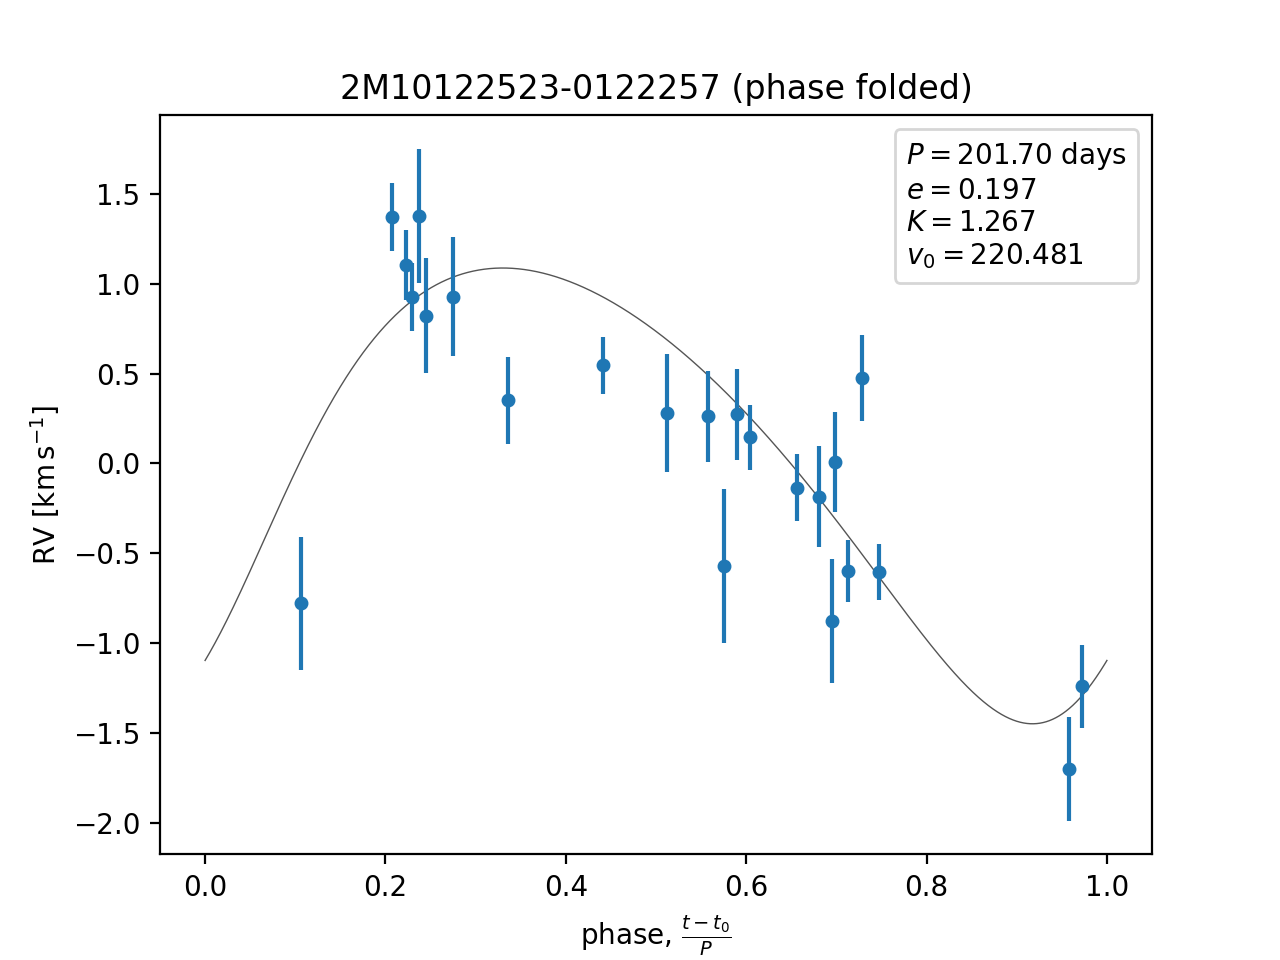 2M10122523-0122257 (phase folded)
P = 201.70 days
e = 0.197
K = 1.267
v₀ = 220.481
1.5
1.0
0.5
0.0
−0.5
−1.0
−1.5
−2.0
RV [km s⁻¹]
0.0 0.2 0.4 0.6 0.8 1.0
phase, (t − t₀)/P